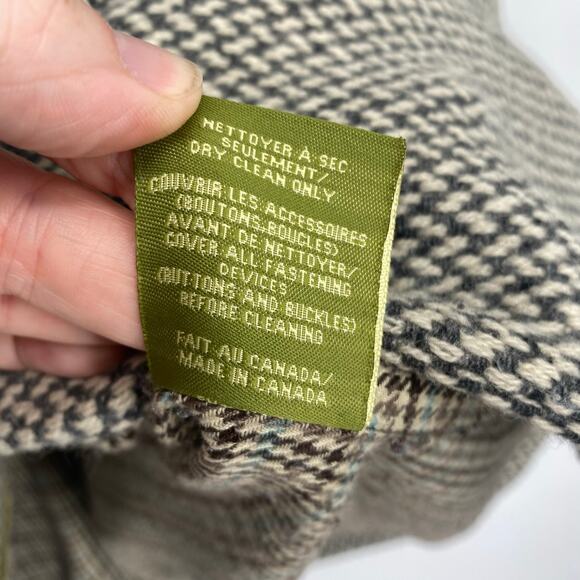 NETTOYER À SEC
SEULEMENT/
DRY CLEAN ONLY
COUVRIR LES ACCESSOIRES
(BOUTONS-BOUCLES)
AVANT DE NETTOYER/
COVER ALL FASTENING
DEVICES
(BUTTONS AND BUCKLES)
BEFORE CLEANING
FAIT AU CANADA/
MADE IN CANADA